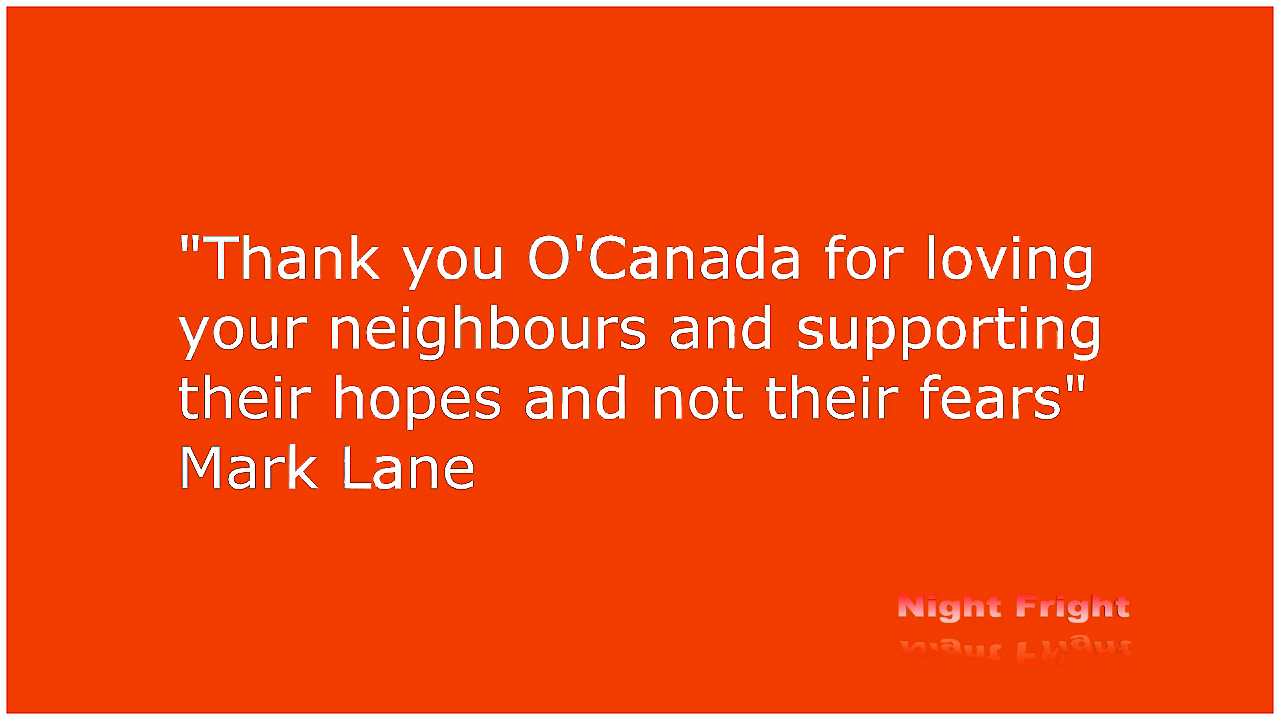 "Thank you O'Canada for loving
your neighbours and supporting
their hopes and not their fears"
Mark Lane
Night Fright